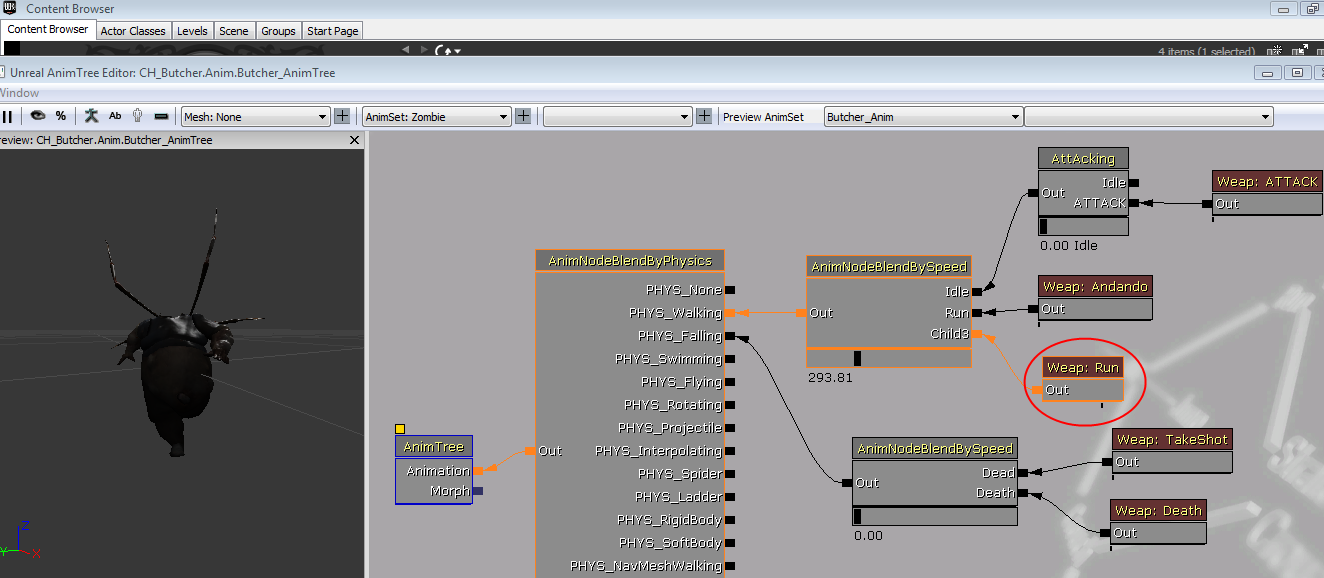 Content Browser
Content Browser Actor Classes Levels Scene Groups Start Page
4 items (1 selected)
Unreal AnimTree Editor: CH_Butcher.Anim.Butcher_AnimTree
Window
% Ab Mesh: None AnimSet: Zombie Preview AnimSet Butcher_Anim
review: CH_Butcher.Anim.Butcher_AnimTree
AttAcking
Idle
Out
ATTACK
0.00 Idle
Weap: ATTACK
Out
AnimNodeBlendByPhysics
PHYS_None
PHYS_Walking
PHYS_Falling
PHYS_Swimming
PHYS_Flying
PHYS_Rotating
PHYS_Projectile
Out PHYS_Interpolating
PHYS_Spider
PHYS_Ladder
PHYS_RigidBody
PHYS_SoftBody
PHYS_NavMeshWalking
AnimNodeBlendBySpeed
Idle
Out Run
Child3
293.81
Weap: Andando
Out
Weap: Run
Out
AnimTree
Animation
Morph
AnimNodeBlendBySpeed
Dead
Out
Death
0.00
Weap: TakeShot
Out
Weap: Death
Out
Z
Y X